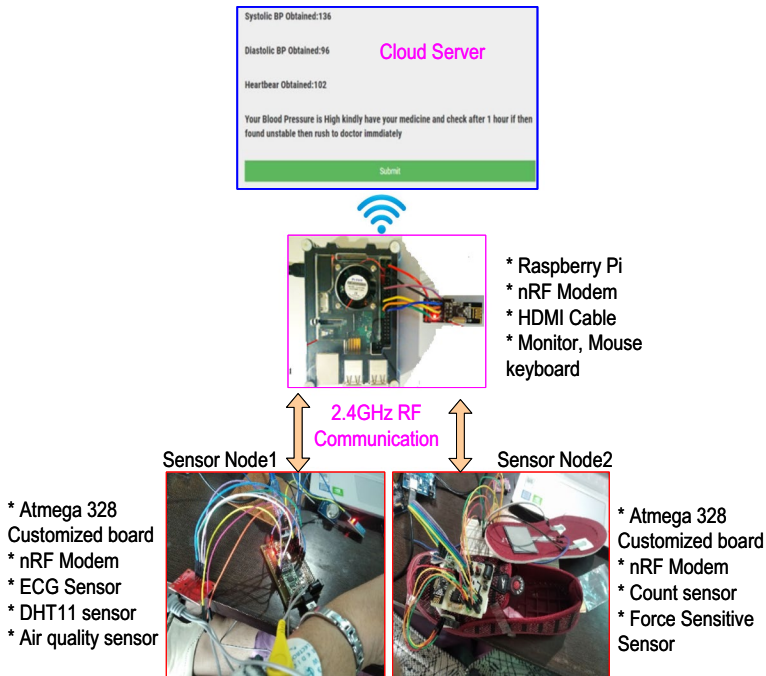 Systolic BP Obtained:136
Diastolic BP Obtained:96
Cloud Server
Heartbear Obtained:102
Your Blood Pressure is High kindly have your medicine and check after 1 hour if then
found unstable then rush to doctor immdiately
Submit
* Raspberry Pi
* nRF Modem
* HDMI Cable
* Monitor, Mouse
keyboard
2.4GHz RF
Communication
Sensor Node1
Sensor Node2
* Atmega 328
Customized board
* nRF Modem
* ECG Sensor
* DHT11 sensor
* Air quality sensor
* Atmega 328
Customized board
* nRF Modem
* Count sensor
* Force Sensitive
Sensor